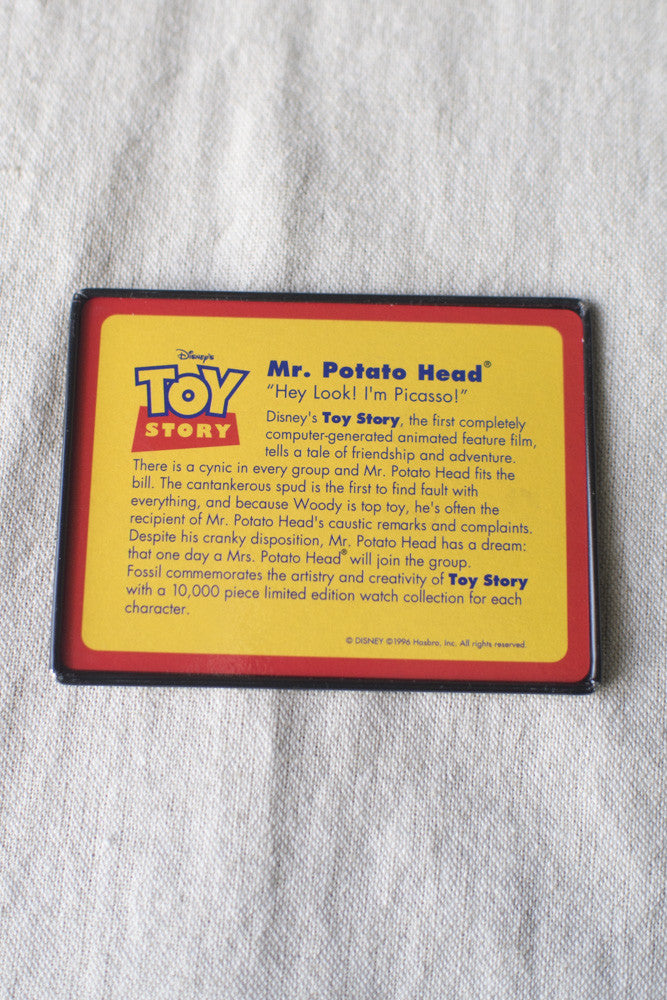 Disney's
TOY
STORY
Mr. Potato Head®
"Hey Look! I'm Picasso!"
Disney's Toy Story, the first completely
computer-generated animated feature film,
tells a tale of friendship and adventure.
There is a cynic in every group and Mr. Potato Head fits the
bill. The cantankerous spud is the first to find fault with
everything, and because Woody is top toy, he's often the
recipient of Mr. Potato Head's caustic remarks and complaints.
Despite his cranky disposition, Mr. Potato Head has a dream:
that one day a Mrs. Potato Head® will join the group.
Fossil commemorates the artistry and creativity of Toy Story
with a 10,000 piece limited edition watch collection for each
character.
© DISNEY ©1996 Hasbro, Inc. All rights reserved.